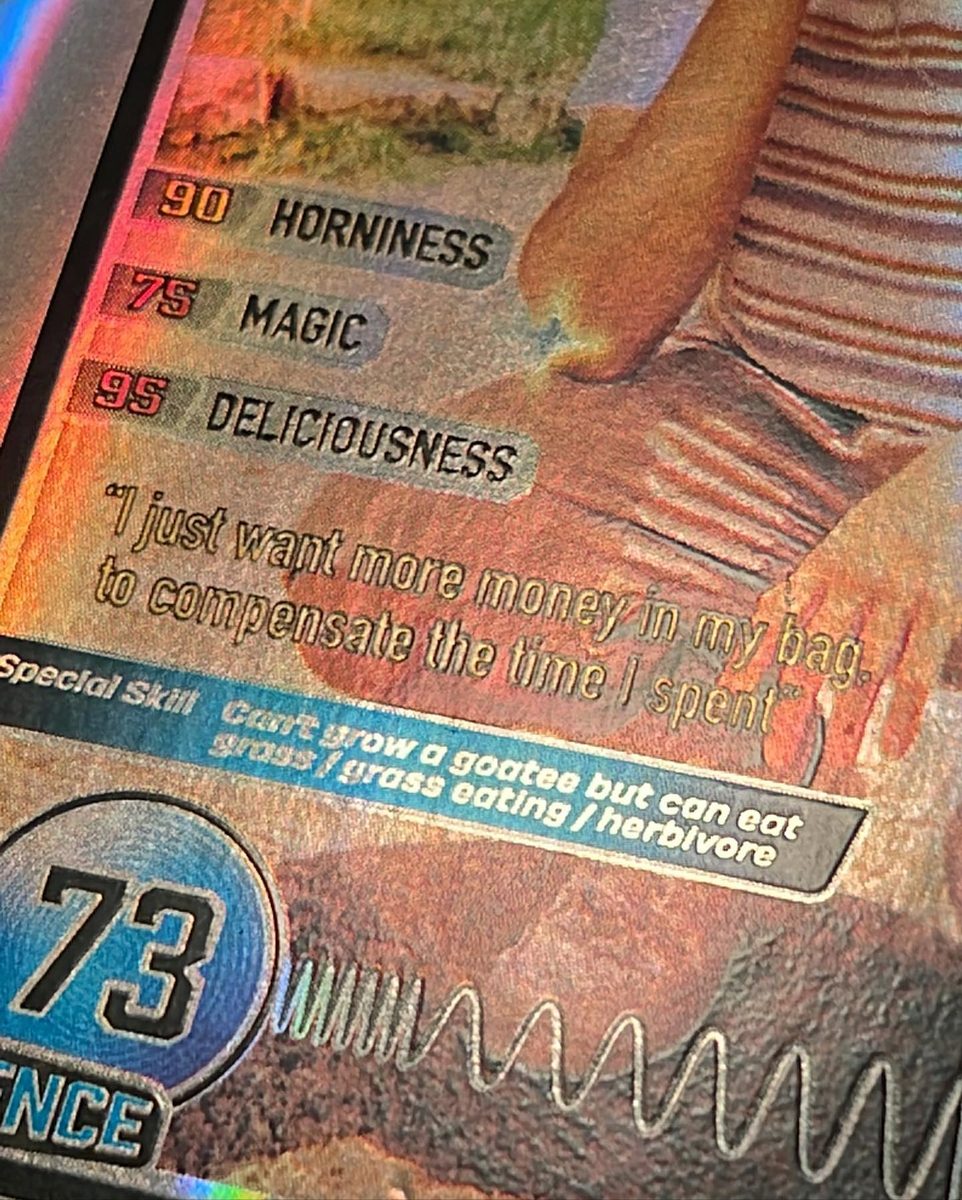 90 HORNINESS
75 MAGIC
95 DELICIOUSNESS
“I just want more money in my bag.
to compensate the time I spent”
Special Skill Can't grow a goatee but can eat
grass / grass eating / herbivore
73
ENCE